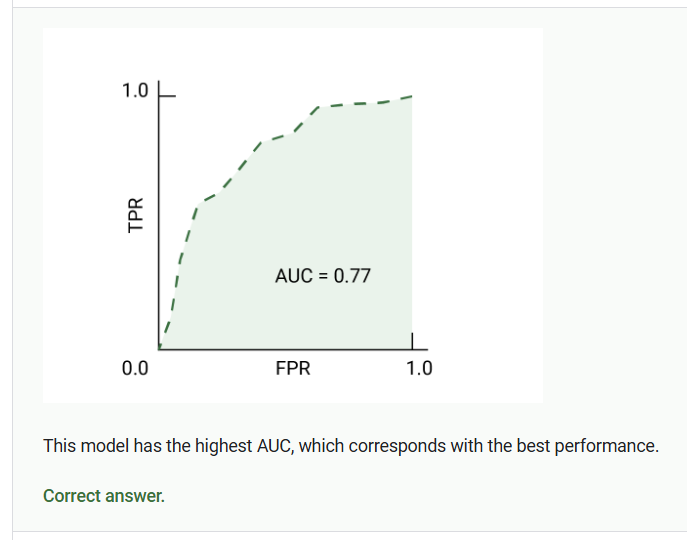 1.0
TPR
AUC = 0.77
0.0
FPR
1.0
This model has the highest AUC, which corresponds with the best performance.
Correct answer.